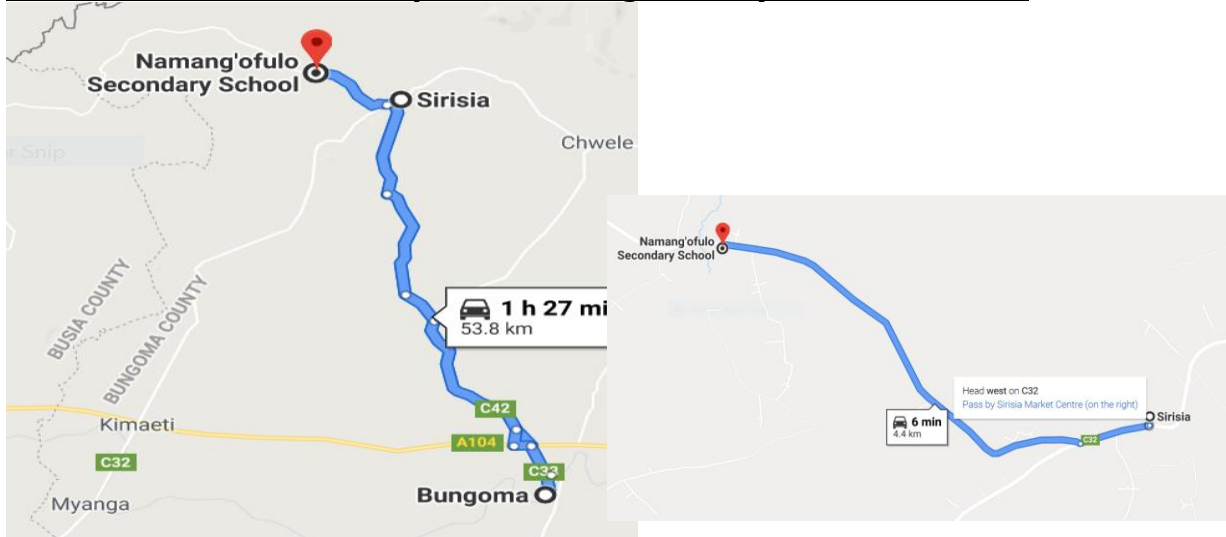 Namang'ofulo
Secondary School
Sirisia
Chwele
r Snip
1 h 27 mi
53.8 km
BUSIA COUNTY
BUNGOMA COUNTY
C42
Kimaeti
A104
C32
C33
Myanga
Bungoma
Namang'ofulo
Secondary School
Head west on C32
Pass by Sirisia Market Centre (on the right)
6 min
4.4 km
Sirisia
C32